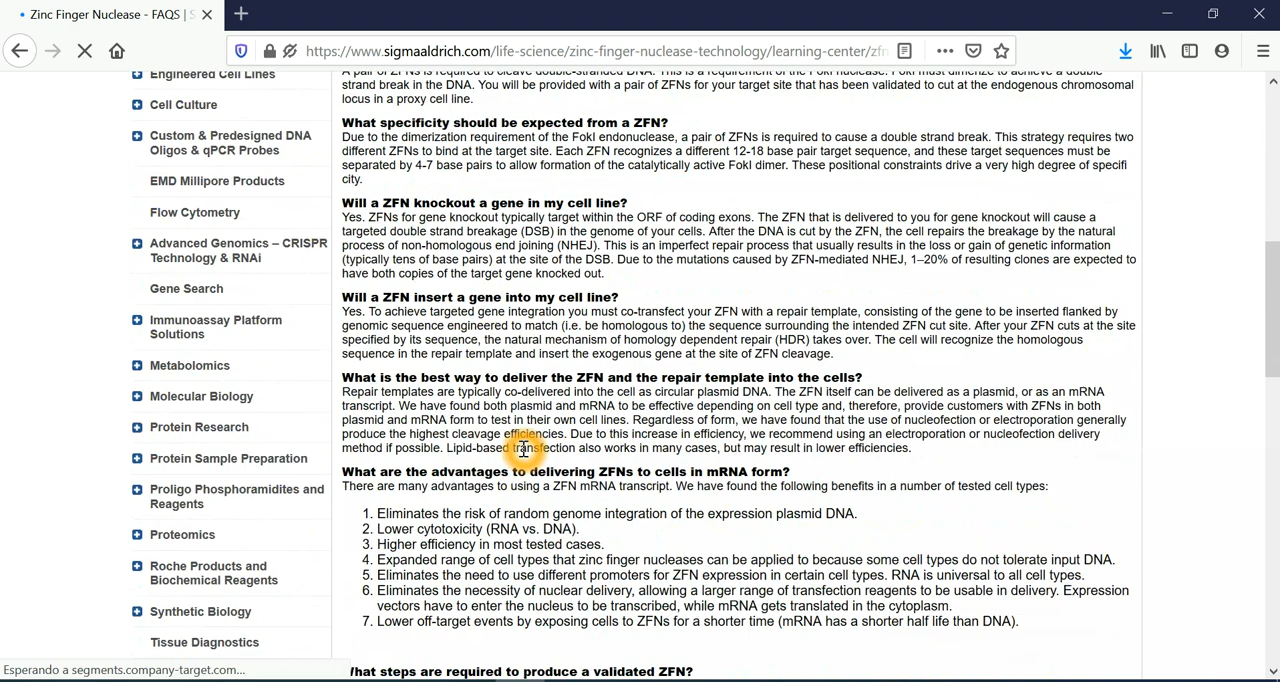 Zinc Finger Nuclease - FAQS | S
https://www.sigmaaldrich.com/life-science/zinc-finger-nuclease-technology/learning-center/zfn
Engineered Cell Lines
Cell Culture
Custom & Predesigned DNA
Oligos & qPCR Probes
EMD Millipore Products
Flow Cytometry
Advanced Genomics – CRISPR
Technology & RNAi
Gene Search
Immunoassay Platform
Solutions
Metabolomics
Molecular Biology
Protein Research
Protein Sample Preparation
Proligo Phosphoramidites and
Reagents
Proteomics
Roche Products and
Biochemical Reagents
Synthetic Biology
Tissue Diagnostics
A pair of ZFNs is required to cleave double-stranded DNA. This is a requirement of the FokI nuclease. FokI must dimerize to achieve a double
strand break in the DNA. You will be provided with a pair of ZFNs for your target site that has been validated to cut at the endogenous chromosomal
locus in a proxy cell line.
What specificity should be expected from a ZFN?
Due to the dimerization requirement of the FokI endonuclease, a pair of ZFNs is required to cause a double strand break. This strategy requires two
different ZFNs to bind at the target site. Each ZFN recognizes a different 12-18 base pair target sequence, and these target sequences must be
separated by 4-7 base pairs to allow formation of the catalytically active FokI dimer. These positional constraints drive a very high degree of specifi
city.
Will a ZFN knockout a gene in my cell line?
Yes. ZFNs for gene knockout typically target within the ORF of coding exons. The ZFN that is delivered to you for gene knockout will cause a
targeted double strand breakage (DSB) in the genome of your cells. After the DNA is cut by the ZFN, the cell repairs the breakage by the natural
process of non-homologous end joining (NHEJ). This is an imperfect repair process that usually results in the loss or gain of genetic information
(typically tens of base pairs) at the site of the DSB. Due to the mutations caused by ZFN-mediated NHEJ, 1–20% of resulting clones are expected to
have both copies of the target gene knocked out.
Will a ZFN insert a gene into my cell line?
Yes. To achieve targeted gene integration you must co-transfect your ZFN with a repair template, consisting of the gene to be inserted flanked by
genomic sequence engineered to match (i.e. be homologous to) the sequence surrounding the intended ZFN cut site. After your ZFN cuts at the site
specified by its sequence, the natural mechanism of homology dependent repair (HDR) takes over. The cell will recognize the homologous
sequence in the repair template and insert the exogenous gene at the site of ZFN cleavage.
What is the best way to deliver the ZFN and the repair template into the cells?
Repair templates are typically co-delivered into the cell as circular plasmid DNA. The ZFN itself can be delivered as a plasmid, or as an mRNA
transcript. We have found both plasmid and mRNA to be effective depending on cell type and, therefore, provide customers with ZFNs in both
plasmid and mRNA form to test in their own cell lines. Regardless of form, we have found that the use of nucleofection or electroporation generally
produce the highest cleavage efficiencies. Due to this increase in efficiency, we recommend using an electroporation or nucleofection delivery
method if possible. Lipid-based transfection also works in many cases, but may result in lower efficiencies.
What are the advantages to delivering ZFNs to cells in mRNA form?
There are many advantages to using a ZFN mRNA transcript. We have found the following benefits in a number of tested cell types:
1. Eliminates the risk of random genome integration of the expression plasmid DNA.
2. Lower cytotoxicity (RNA vs. DNA).
3. Higher efficiency in most tested cases.
4. Expanded range of cell types that zinc finger nucleases can be applied to because some cell types do not tolerate input DNA.
5. Eliminates the need to use different promoters for ZFN expression in certain cell types. RNA is universal to all cell types.
6. Eliminates the necessity of nuclear delivery, allowing a larger range of transfection reagents to be usable in delivery. Expression
vectors have to enter the nucleus to be transcribed, while mRNA gets translated in the cytoplasm.
7. Lower off-target events by exposing cells to ZFNs for a shorter time (mRNA has a shorter half life than DNA).
What steps are required to produce a validated ZFN?
Esperando a segments.company-target.com...